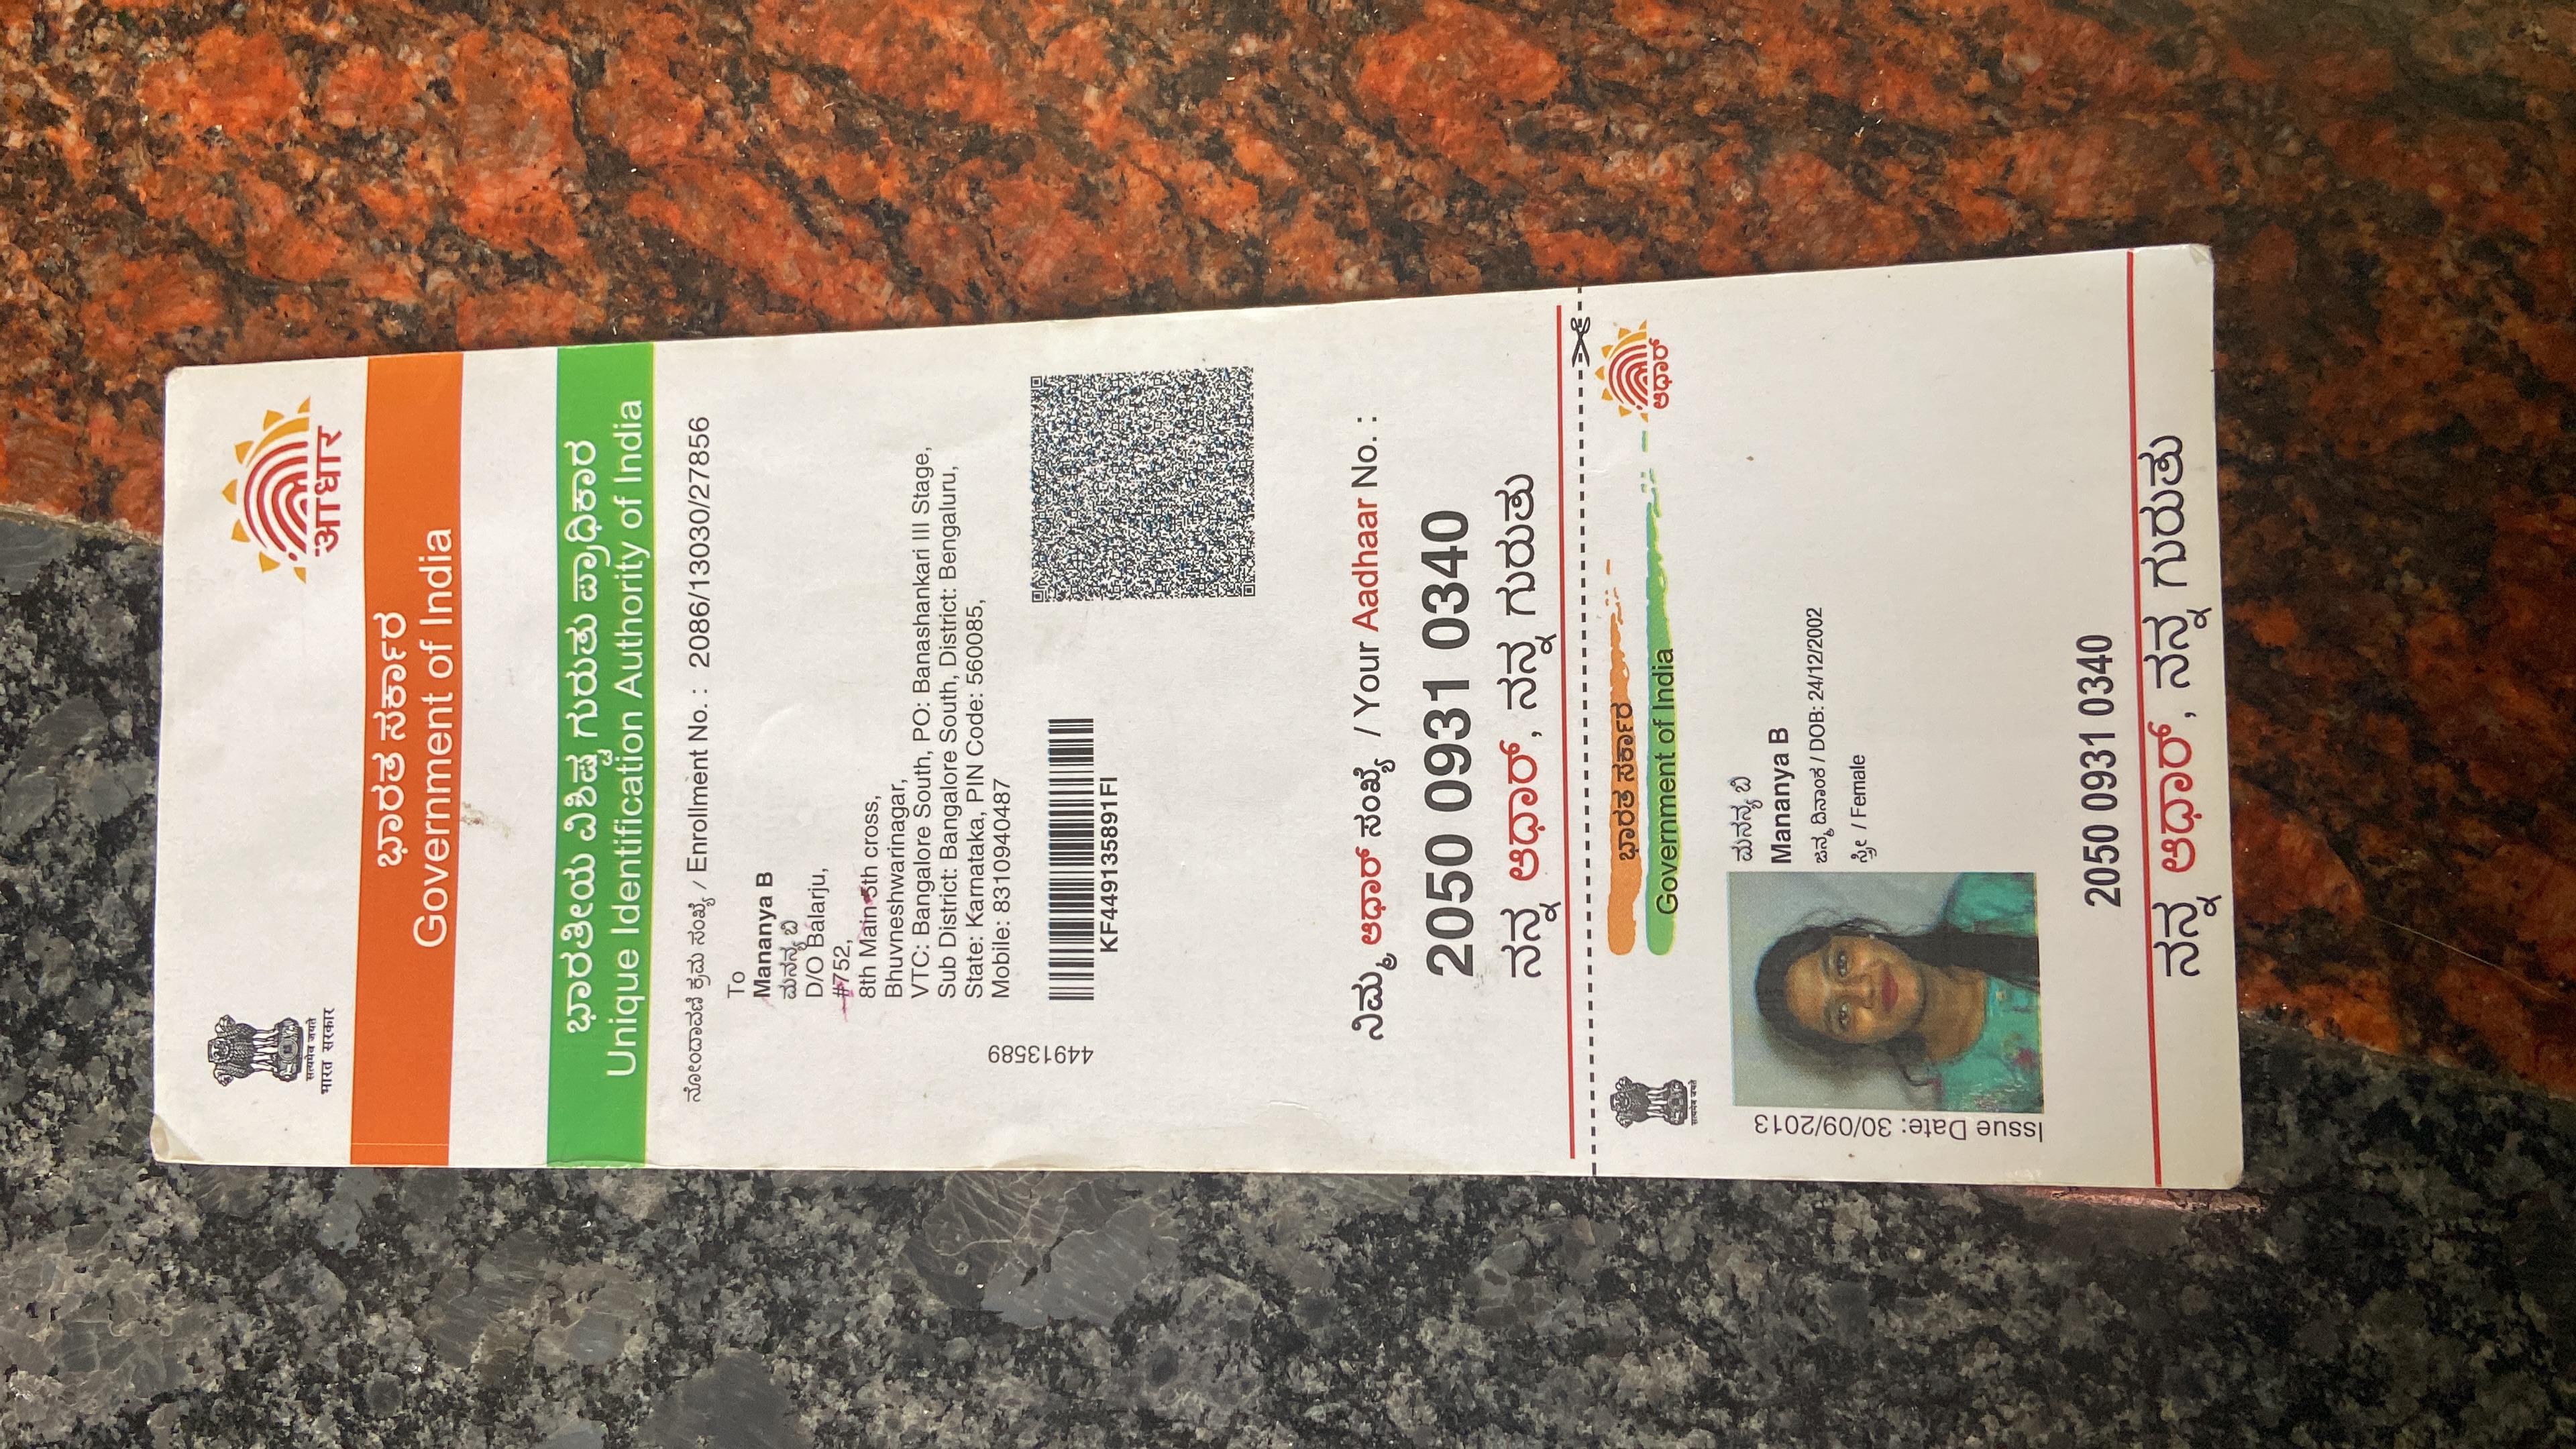 सत्यमेव जयते
भारत सरकार
आधार
ಭಾರತ ಸರ್ಕಾರ
Government of India
ಭಾರತೀಯ ವಿಶಿಷ್ಟ ಗುರುತು ಪ್ರಾಧಿಕಾರ
Unique Identification Authority of India
ನೋಂದಾವಣೆ ಕ್ರಮ ಸಂಖ್ಯೆ / Enrollment No. : 2086/13030/27856
To
Mananya B
ಮನನ್ಯ ಬಿ
D/O Balarju,
#752,
8th Main 5th cross,
Bhuvneshwarinagar,
VTC: Bangalore South, PO: Banashankari III Stage,
Sub District: Bangalore South, District: Bengaluru,
State: Karnataka, PIN Code: 560085,
Mobile: 8310940487
44913589
KF449135891FI
ನಿಮ್ಮ ಆಧಾರ್ ಸಂಖ್ಯೆ / Your Aadhaar No. :
2050 0931 0340
ನನ್ನ ಆಧಾರ್, ನನ್ನ ಗುರುತು
सत्यमेव जयते
ಭಾರತ ಸರ್ಕಾರ
Government of India
ಆಧಾರ್
Issue Date: 30/09/2013
ಮನನ್ಯ ಬಿ
Mananya B
ಜನ್ಮ ದಿನಾಂಕ / DOB: 24/12/2002
ಸ್ತ್ರೀ / Female
2050 0931 0340
ನನ್ನ ಆಧಾರ್, ನನ್ನ ಗುರುತು